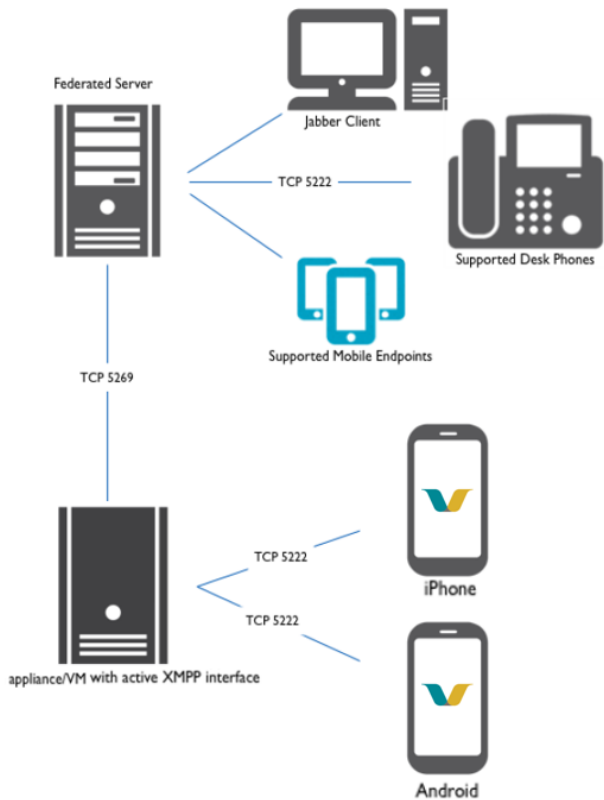 Federated Server
Jabber Client
TCP 5222
Supported Desk Phones
Supported Mobile Endpoints
TCP 5269
TCP 5222
iPhone
TCP 5222
appliance/VM with active XMPP interface
Android